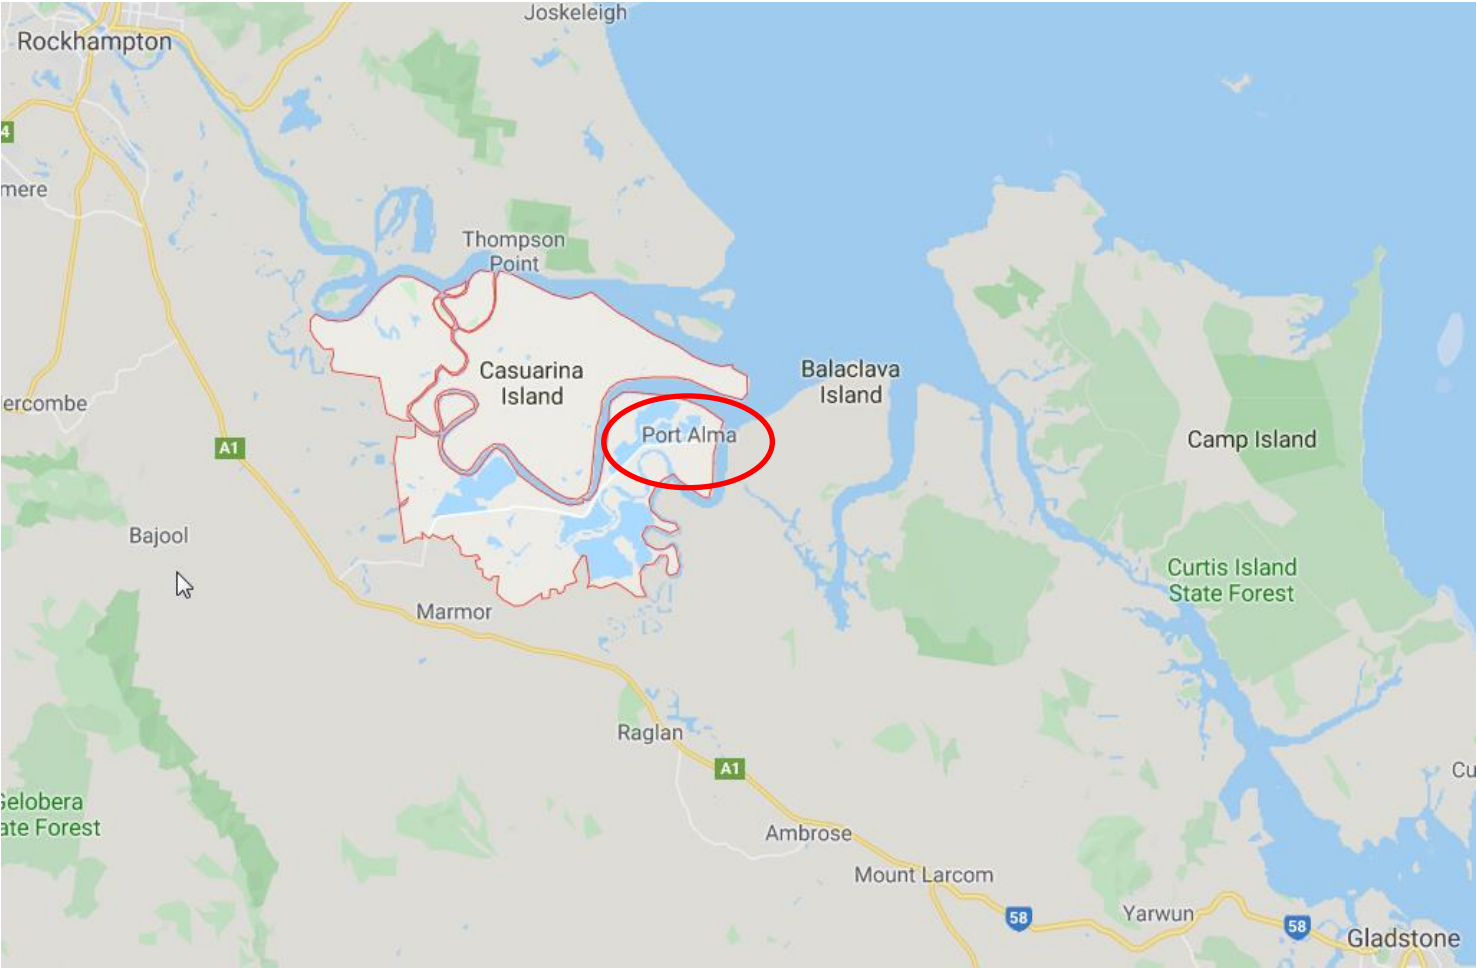 Joskeleigh
Rockhampton
4
mere
Thompson
Point
Casuarina
Island
Balaclava
Island
ercombe
Port Alma
A1
Camp Island
Bajool
Curtis Island
State Forest
Marmor
Raglan
A1
Cu
Gelobera
ate Forest
Ambrose
Mount Larcom
58
Yarwun
58
Gladstone